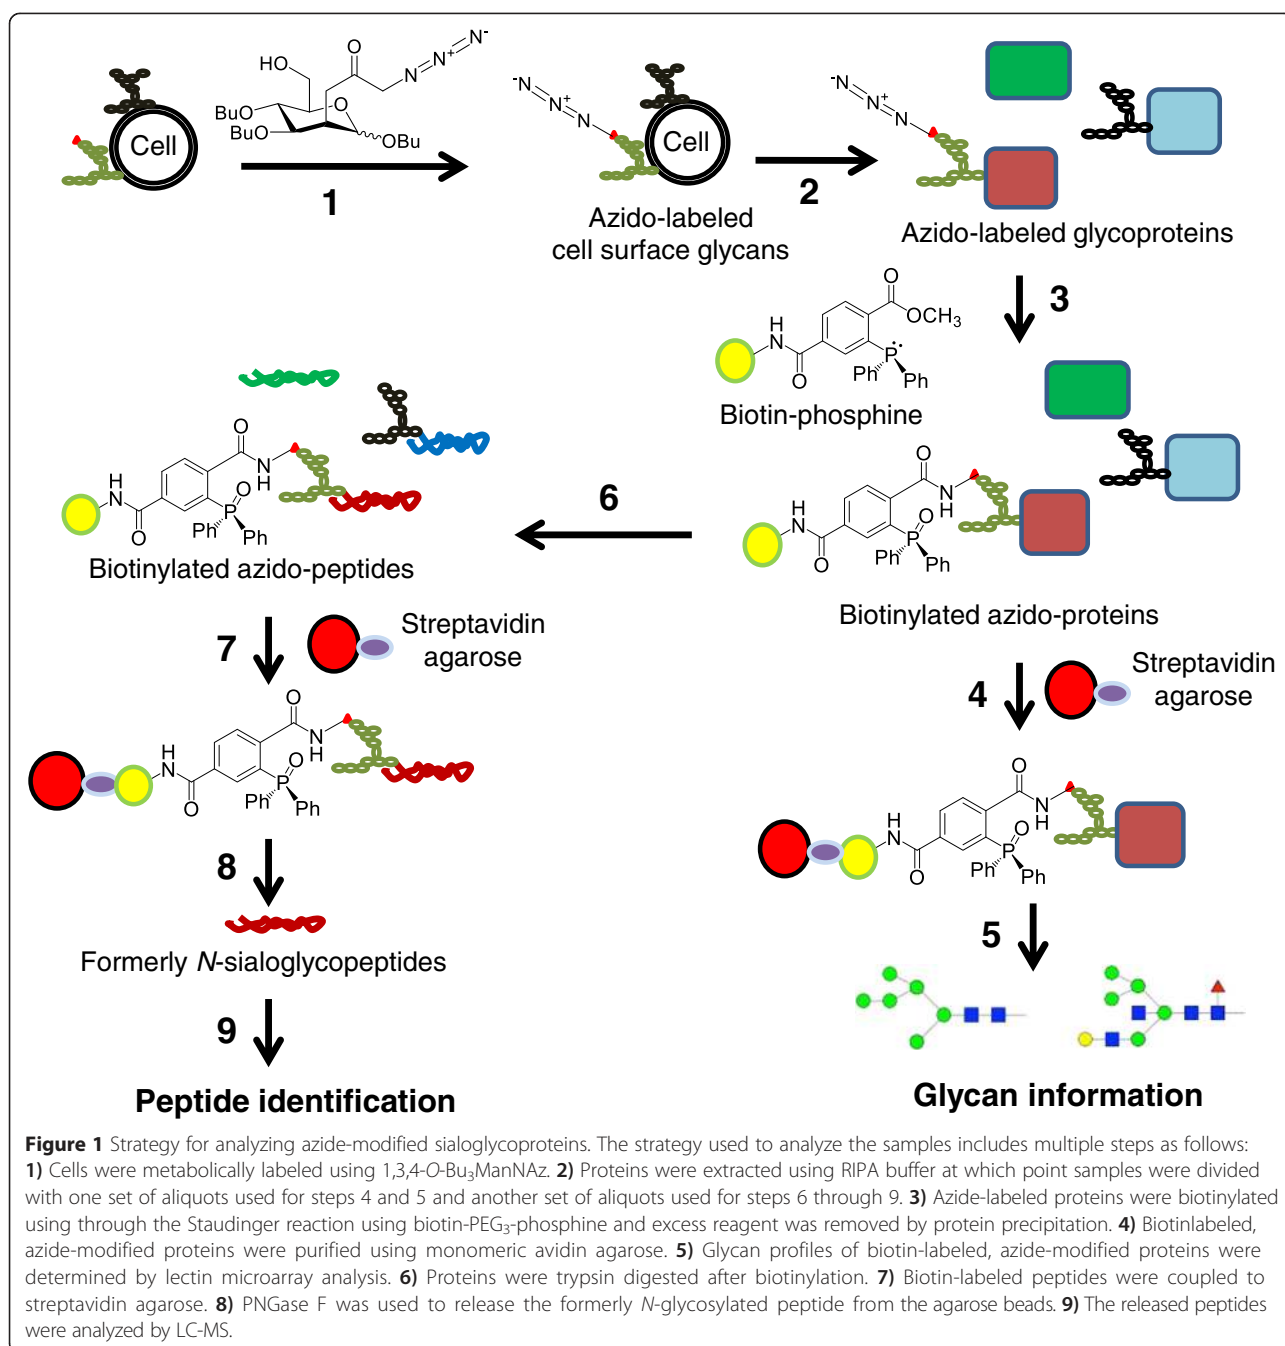 N⁻
N⁺
N
O
HO
O
BuO
BuO
OBu
Cell
1
⁻N
N⁺
N
Cell
2
Azido-labeled
cell surface glycans
⁻N
N⁺
N
Azido-labeled glycoproteins
3
O
OCH₃
H
N
O
P
Ph
Ph
Biotin-phosphine
O
N
H
H
N
O
P
O
Ph
Ph
Biotinylated azido-peptides
6
O
N
H
H
N
O
P
O
Ph
Ph
Biotinylated azido-proteins
7
Streptavidin
agarose
4
Streptavidin
agarose
O
N
H
H
N
O
P
O
Ph
Ph
O
N
H
H
N
O
P
O
Ph
Ph
8
5
Formerly N-sialoglycopeptides
9
Peptide identification
Glycan information
Figure 1 Strategy for analyzing azide-modified sialoglycoproteins. The strategy used to analyze the samples includes multiple steps as follows:
1) Cells were metabolically labeled using 1,3,4-O-Bu₃ManNAz. 2) Proteins were extracted using RIPA buffer at which point samples were divided
with one set of aliquots used for steps 4 and 5 and another set of aliquots used for steps 6 through 9. 3) Azide-labeled proteins were biotinylated
using through the Staudinger reaction using biotin-PEG₃-phosphine and excess reagent was removed by protein precipitation. 4) Biotinlabeled,
azide-modified proteins were purified using monomeric avidin agarose. 5) Glycan profiles of biotin-labeled, azide-modified proteins were
determined by lectin microarray analysis. 6) Proteins were trypsin digested after biotinylation. 7) Biotin-labeled peptides were coupled to
streptavidin agarose. 8) PNGase F was used to release the formerly N-glycosylated peptide from the agarose beads. 9) The released peptides
were analyzed by LC-MS.